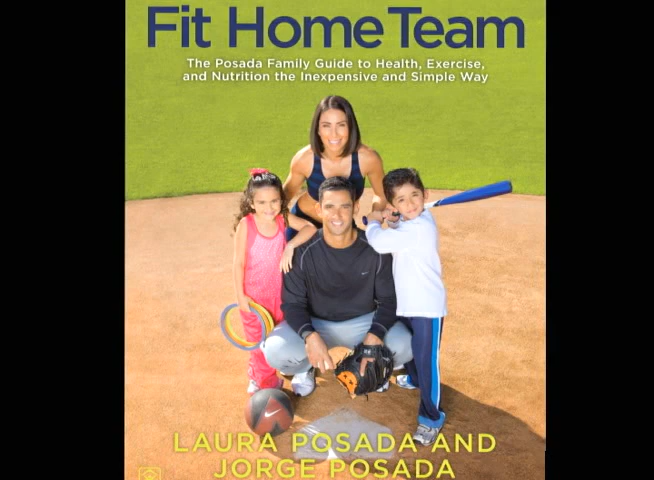 Fit Home Team
The Posada Family Guide to Health, Exercise,
and Nutrition the Inexpensive and Simple Way
LAURA POSADA AND
JORGE POSADA